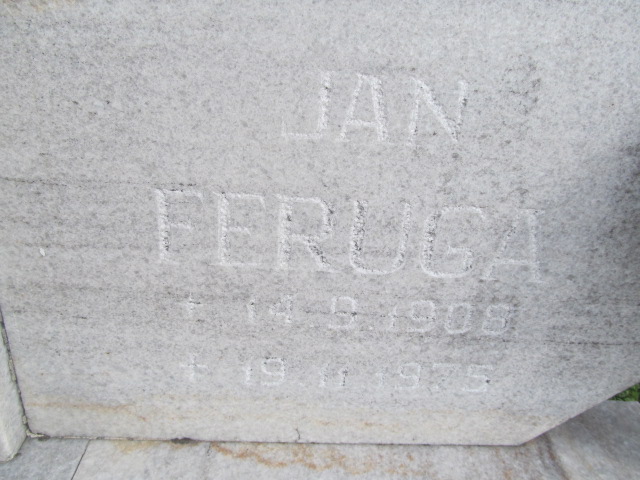 JAN
FERUGA
* 14.9.1908
+ 19.11.1975